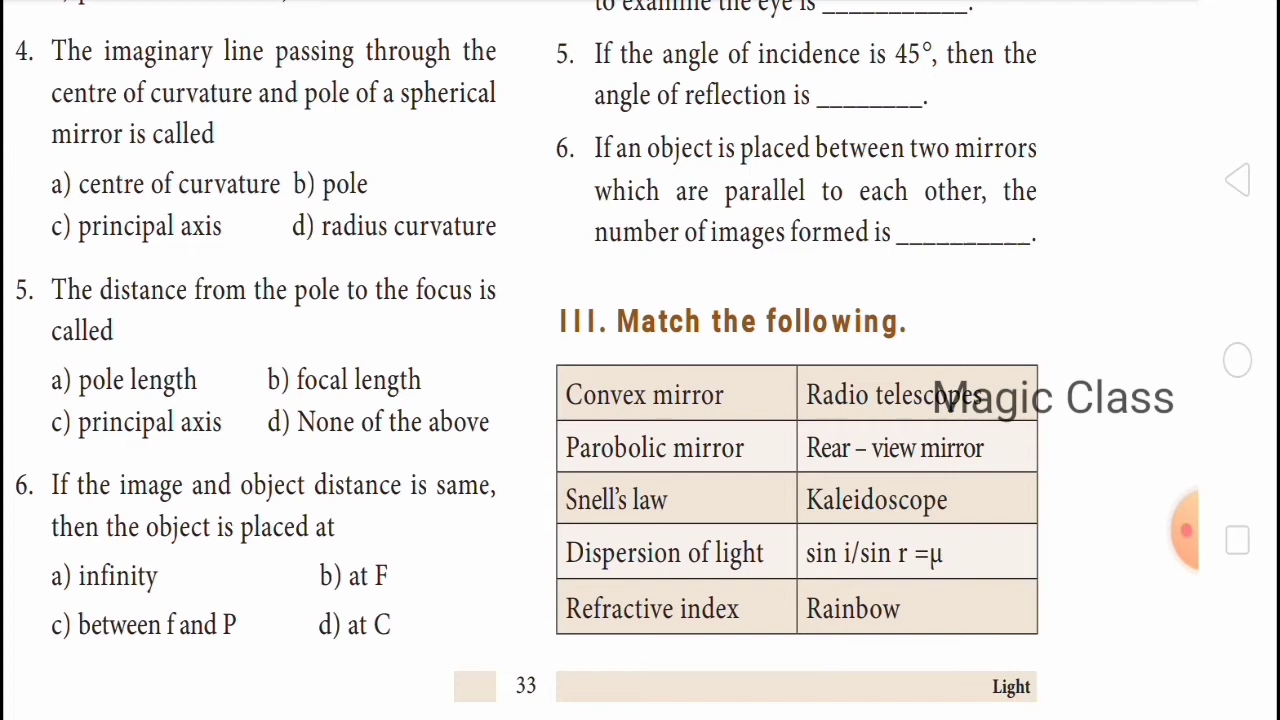 4. The imaginary line passing through the
centre of curvature and pole of a spherical
mirror is called
a) centre of curvature b) pole
c) principal axis d) radius curvature
5. The distance from the pole to the focus is
called
a) pole length b) focal length
c) principal axis d) None of the above
6. If the image and object distance is same,
then the object is placed at
a) infinity b) at F
c) between f and P d) at C
to examine the eye is ___________.
5. If the angle of incidence is 45°, then the
angle of reflection is ________.
6. If an object is placed between two mirrors
which are parallel to each other, the
number of images formed is __________.
III. Match the following.
Convex mirror Radio telescopes
Parobolic mirror Rear – view mirror
Snell's law Kaleidoscope
Dispersion of light sin i/sin r =μ
Refractive index Rainbow
Magic Class
33
Light